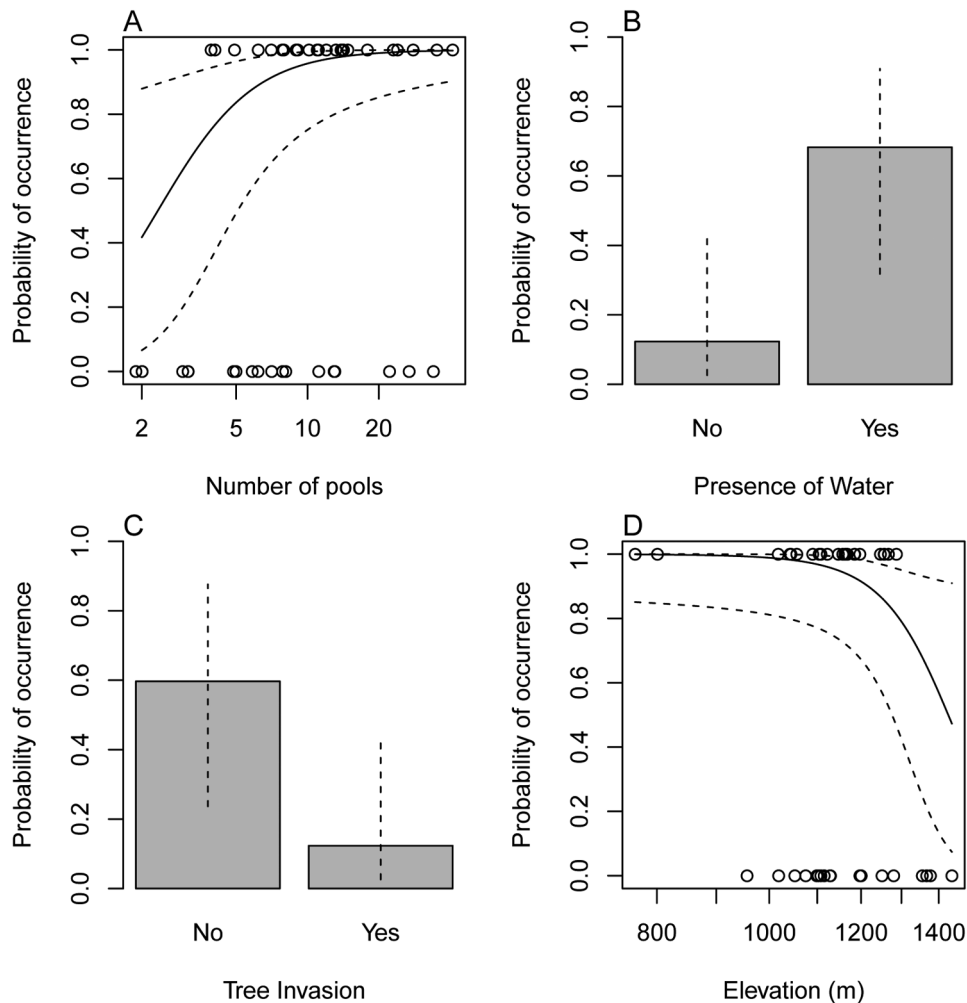 A
Probability of occurrence
1.0
0.8
0.6
0.4
0.2
0.0
2 5 10 20
Number of pools
B
Probability of occurrence
1.0
0.8
0.6
0.4
0.2
0.0
No Yes
Presence of Water
C
Probability of occurrence
1.0
0.8
0.6
0.4
0.2
0.0
No Yes
Tree Invasion
D
Probability of occurrence
1.0
0.8
0.6
0.4
0.2
0.0
800 1000 1200 1400
Elevation (m)